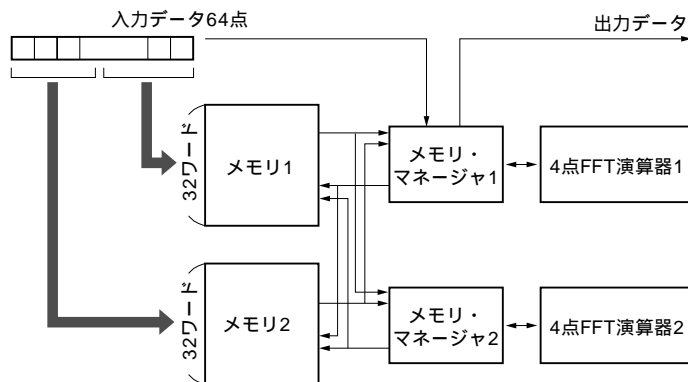 入力データ64点
出力データ
32ワード
メモリ1
メモリ・
マネージャ1
4点FFT演算器1
32ワード
メモリ2
メモリ・
マネージャ2
4点FFT演算器2